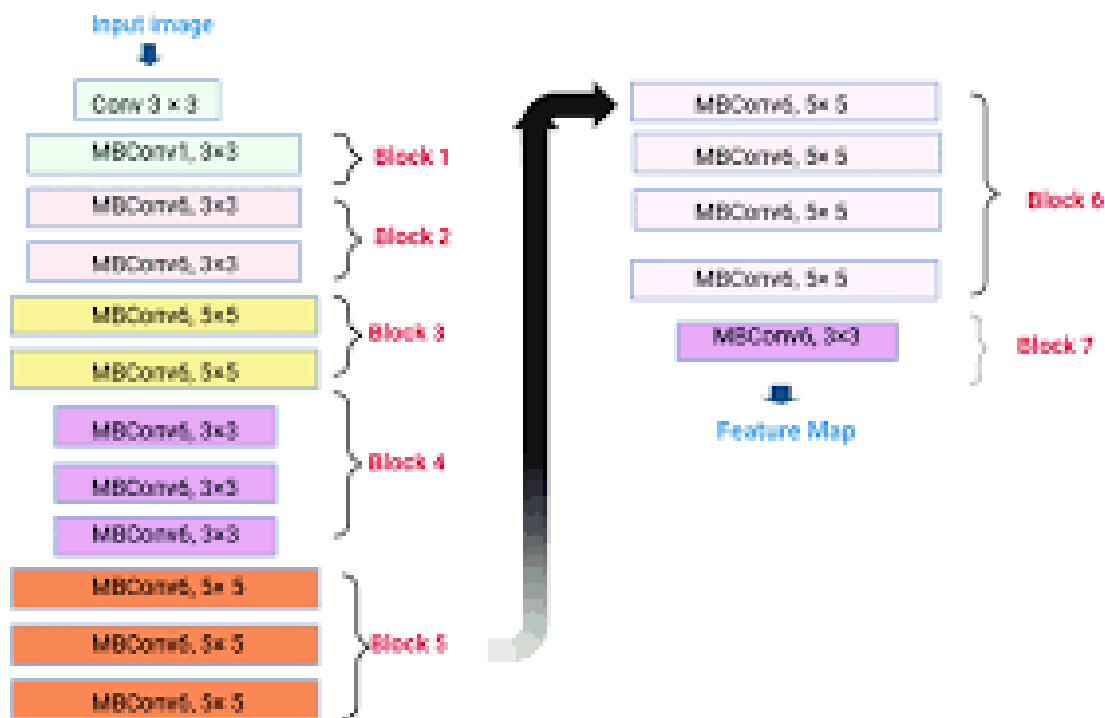 Input image
Conv 3 × 3
MBConv1, 3×3
Block 1
MBConv6, 3×3
MBConv6, 3×3
Block 2
MBConv6, 5×5
MBConv6, 5×5
Block 3
MBConv6, 3×3
MBConv6, 3×3
MBConv6, 3×3
Block 4
MBConv6, 5× 5
MBConv6, 5× 5
MBConv6, 5× 5
Block 5
MBConv6, 5× 5
MBConv6, 5× 5
MBConv6, 5× 5
MBConv6, 5× 5
Block 6
MBConv6, 3×3
Block 7
Feature Map